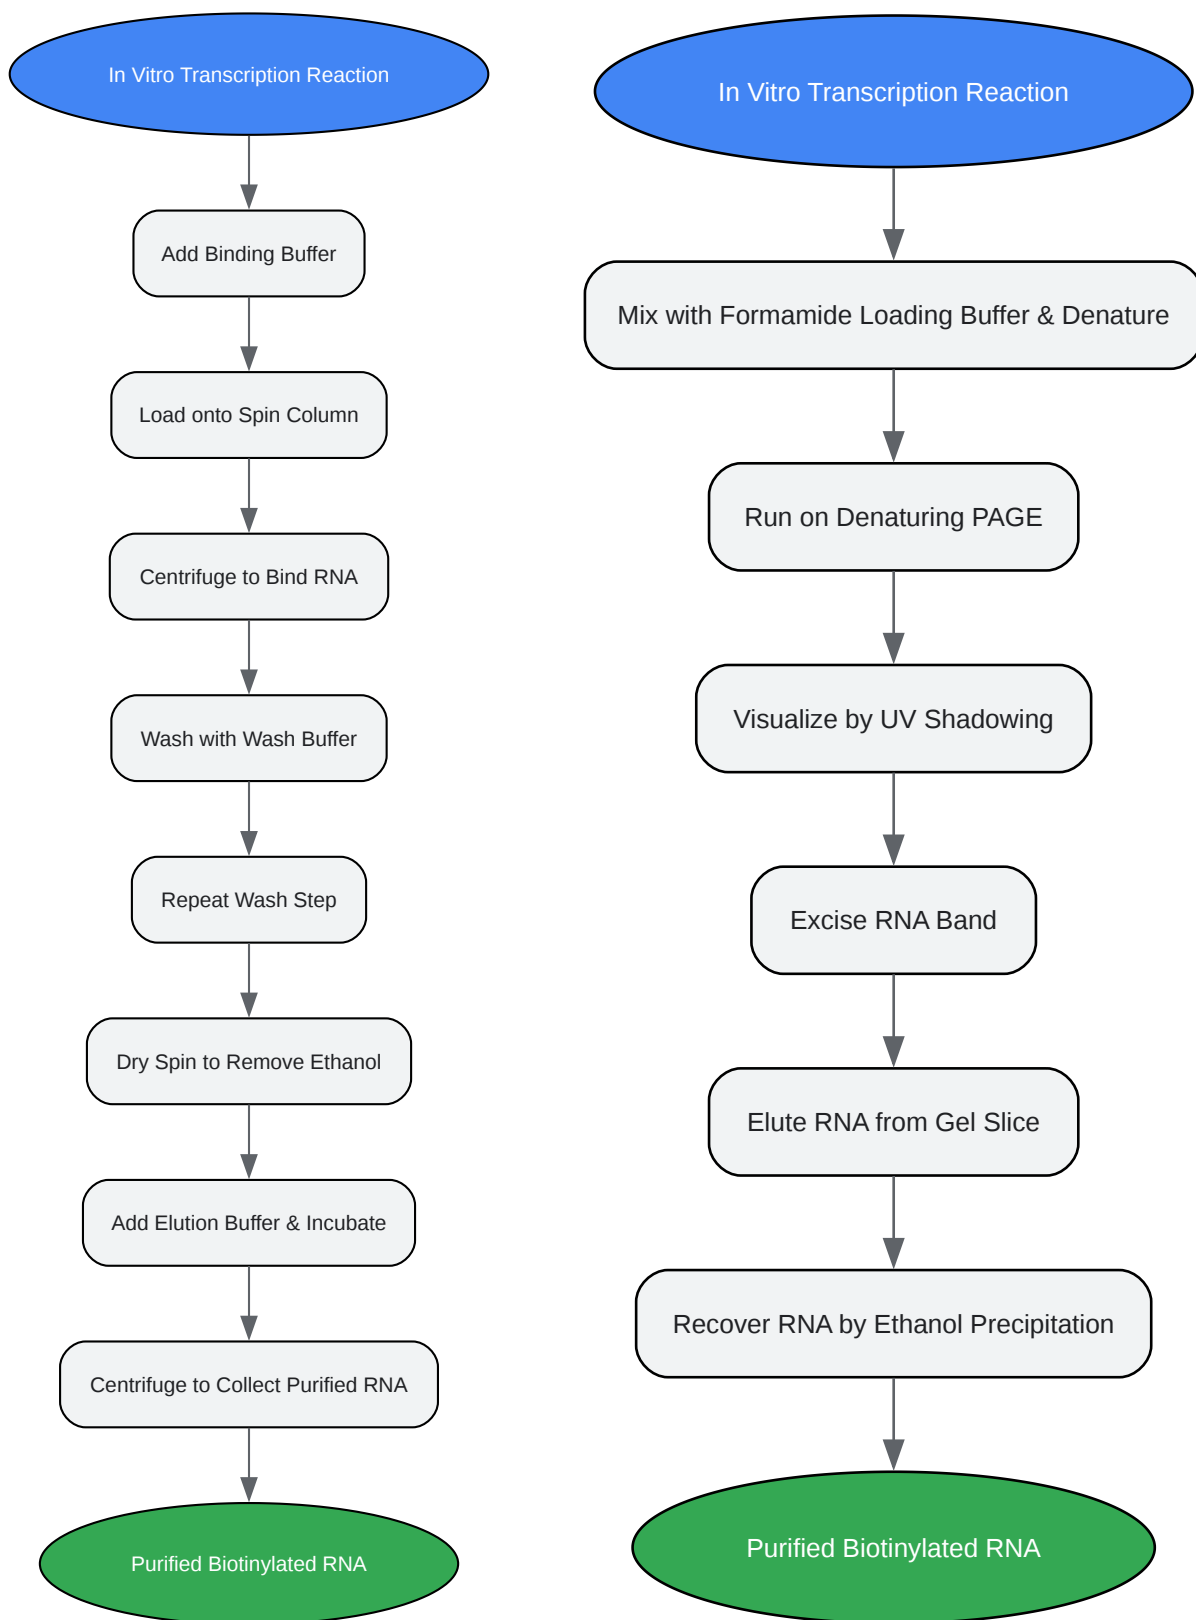 In Vitro Transcription Reaction
Add Binding Buffer
Load onto Spin Column
Centrifuge to Bind RNA
Wash with Wash Buffer
Repeat Wash Step
Dry Spin to Remove Ethanol
Add Elution Buffer & Incubate
Centrifuge to Collect Purified RNA
Purified Biotinylated RNA
In Vitro Transcription Reaction
Mix with Formamide Loading Buffer & Denature
Run on Denaturing PAGE
Visualize by UV Shadowing
Excise RNA Band
Elute RNA from Gel Slice
Recover RNA by Ethanol Precipitation
Purified Biotinylated RNA